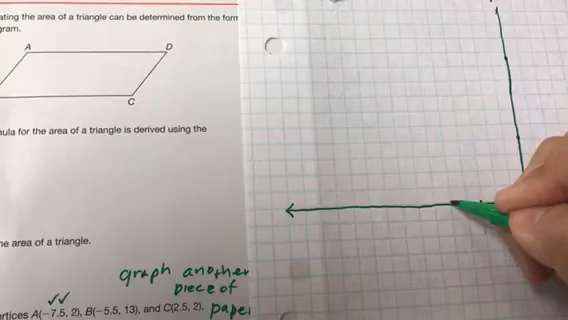 ating the area of a triangle can be determined from the form
gram.
A
D
C
ula for the area of a triangle is derived using the
he area of a triangle.
graph another
piece of
paper
✓✓
ertices A(−7.5, 2), B(−5.5, 13), and C(2.5, 2).